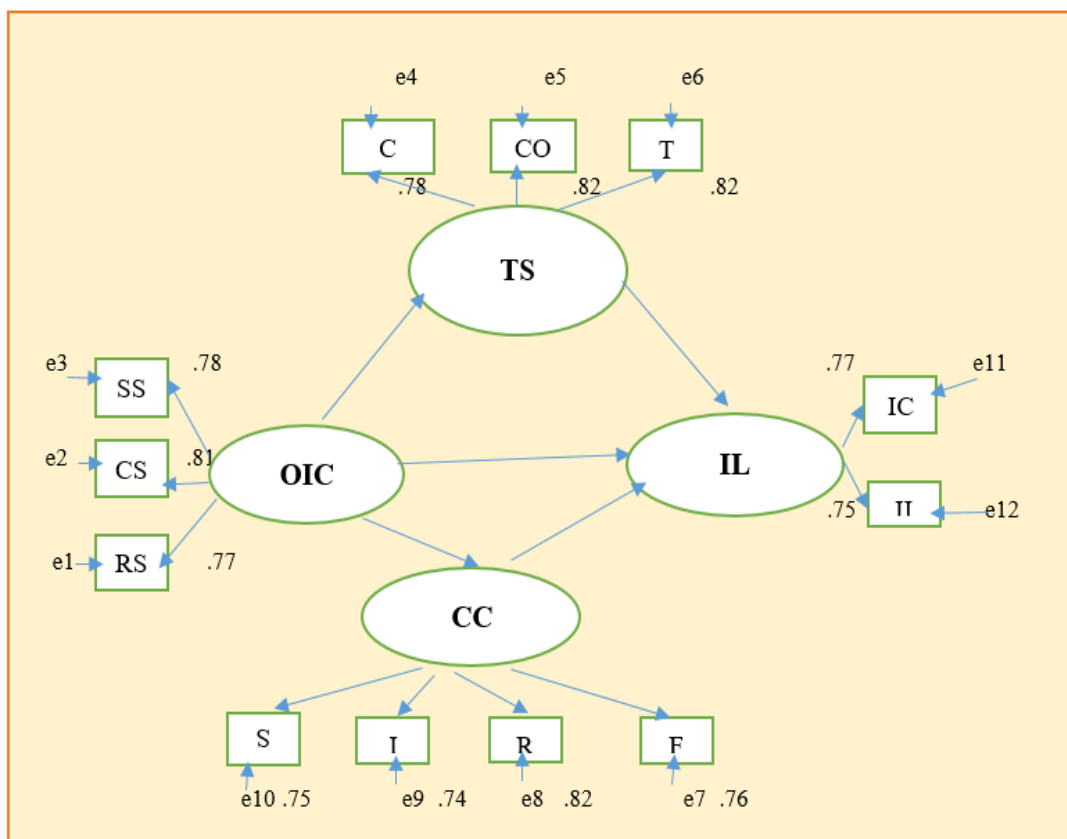 e4 e5 e6
C CO T
.78 .82 .82
TS
e3 .78 .77 e11
SS IC
e2 .81
CS OIC IL
.75 e12
e1 RS .77
CC
S I R F
e10 .75 e9 .74 e8 .82 e7 .76